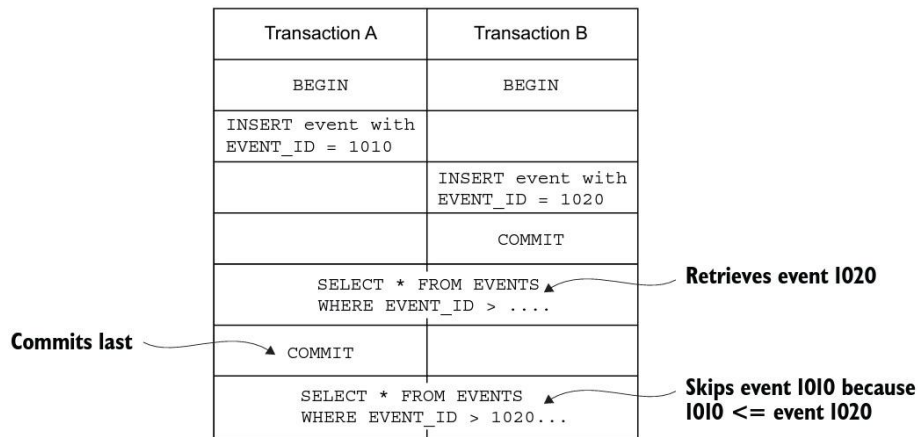 Transaction A
Transaction B
BEGIN
BEGIN
INSERT event with
EVENT_ID = 1010
INSERT event with
EVENT_ID = 1020
COMMIT
SELECT * FROM EVENTS
WHERE EVENT_ID > ....
Retrieves event 1020
Commits last
COMMIT
SELECT * FROM EVENTS
WHERE EVENT_ID > 1020...
Skips event 1010 because
1010 <= event 1020